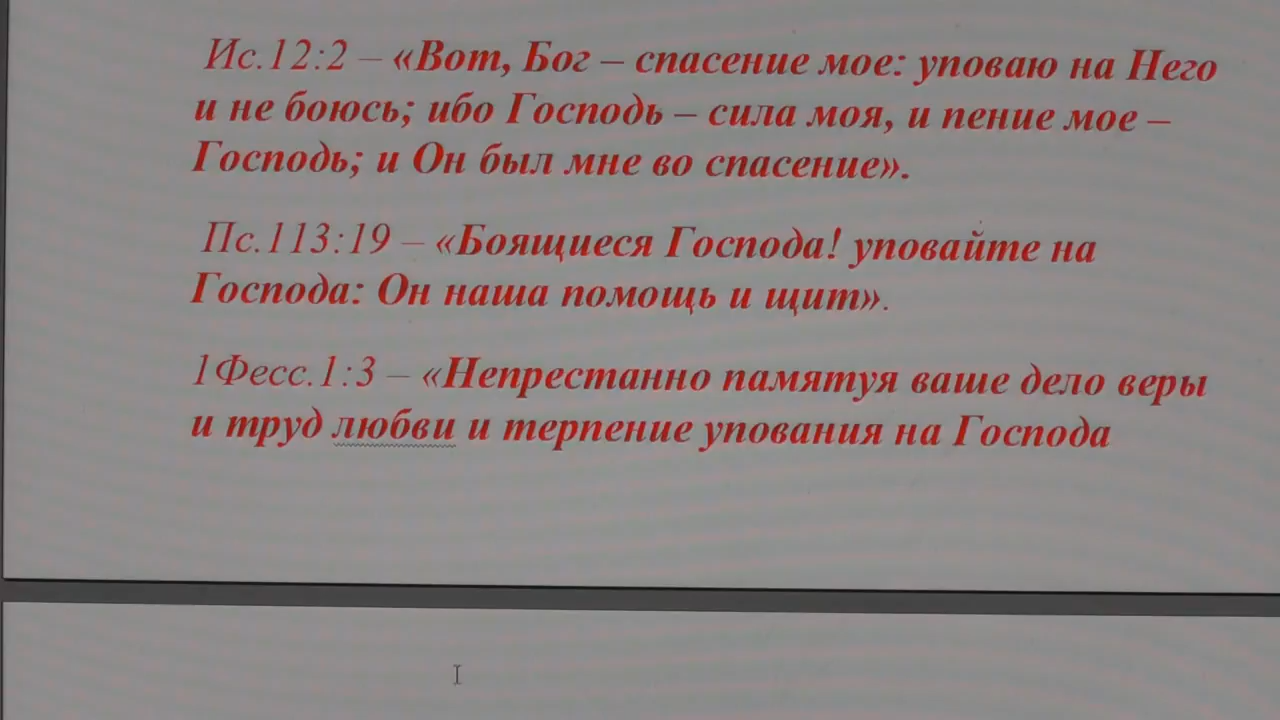 Ис.12:2 – «Вот, Бог – спасение мое: уповаю на Него
и не боюсь; ибо Господь – сила моя, и пение мое –
Господь; и Он был мне во спасение».
Пс.113:19 – «Боящиеся Господа! уповайте на
Господа: Он наша помощь и щит».
1Фесс.1:3 – «Непрестанно памятуя ваше дело веры
и труд любви и терпение упования на Господа